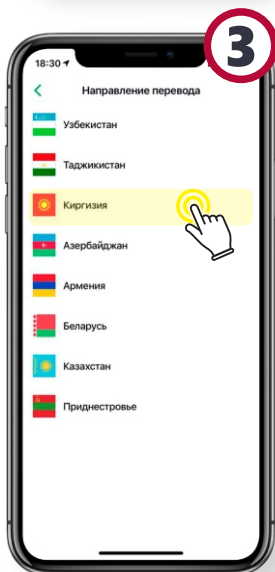 3
18:30
Направление перевода
Узбекистан
Таджикистан
Киргизия
Азербайджан
Армения
Беларусь
Казахстан
Приднестровье